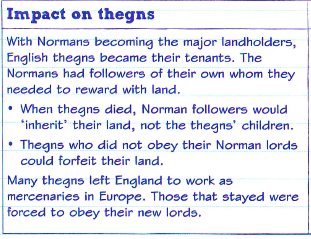 Impact on thegns
With Normans becoming the major landholders,
English thegns became their tenants. The
Normans had followers of their own whom they
needed to reward with land.
• When thegns died, Norman followers would
‘inherit’ their land, not the thegns’ children.
• Thegns who did not obey their Norman lords
could forfeit their land.
Many thegns left England to work as
mercenaries in Europe. Those that stayed were
forced to obey their new lords.